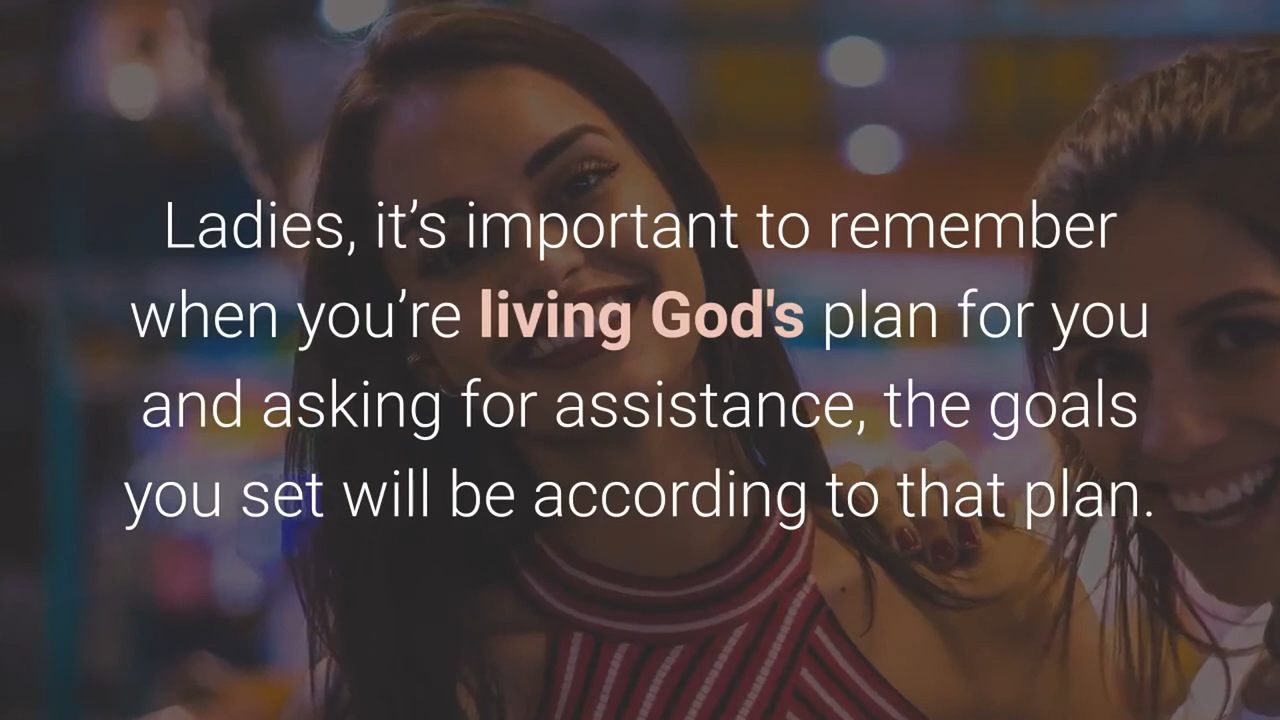 Ladies, it’s important to remember
when you’re living God's plan for you
and asking for assistance, the goals
you set will be according to that plan.